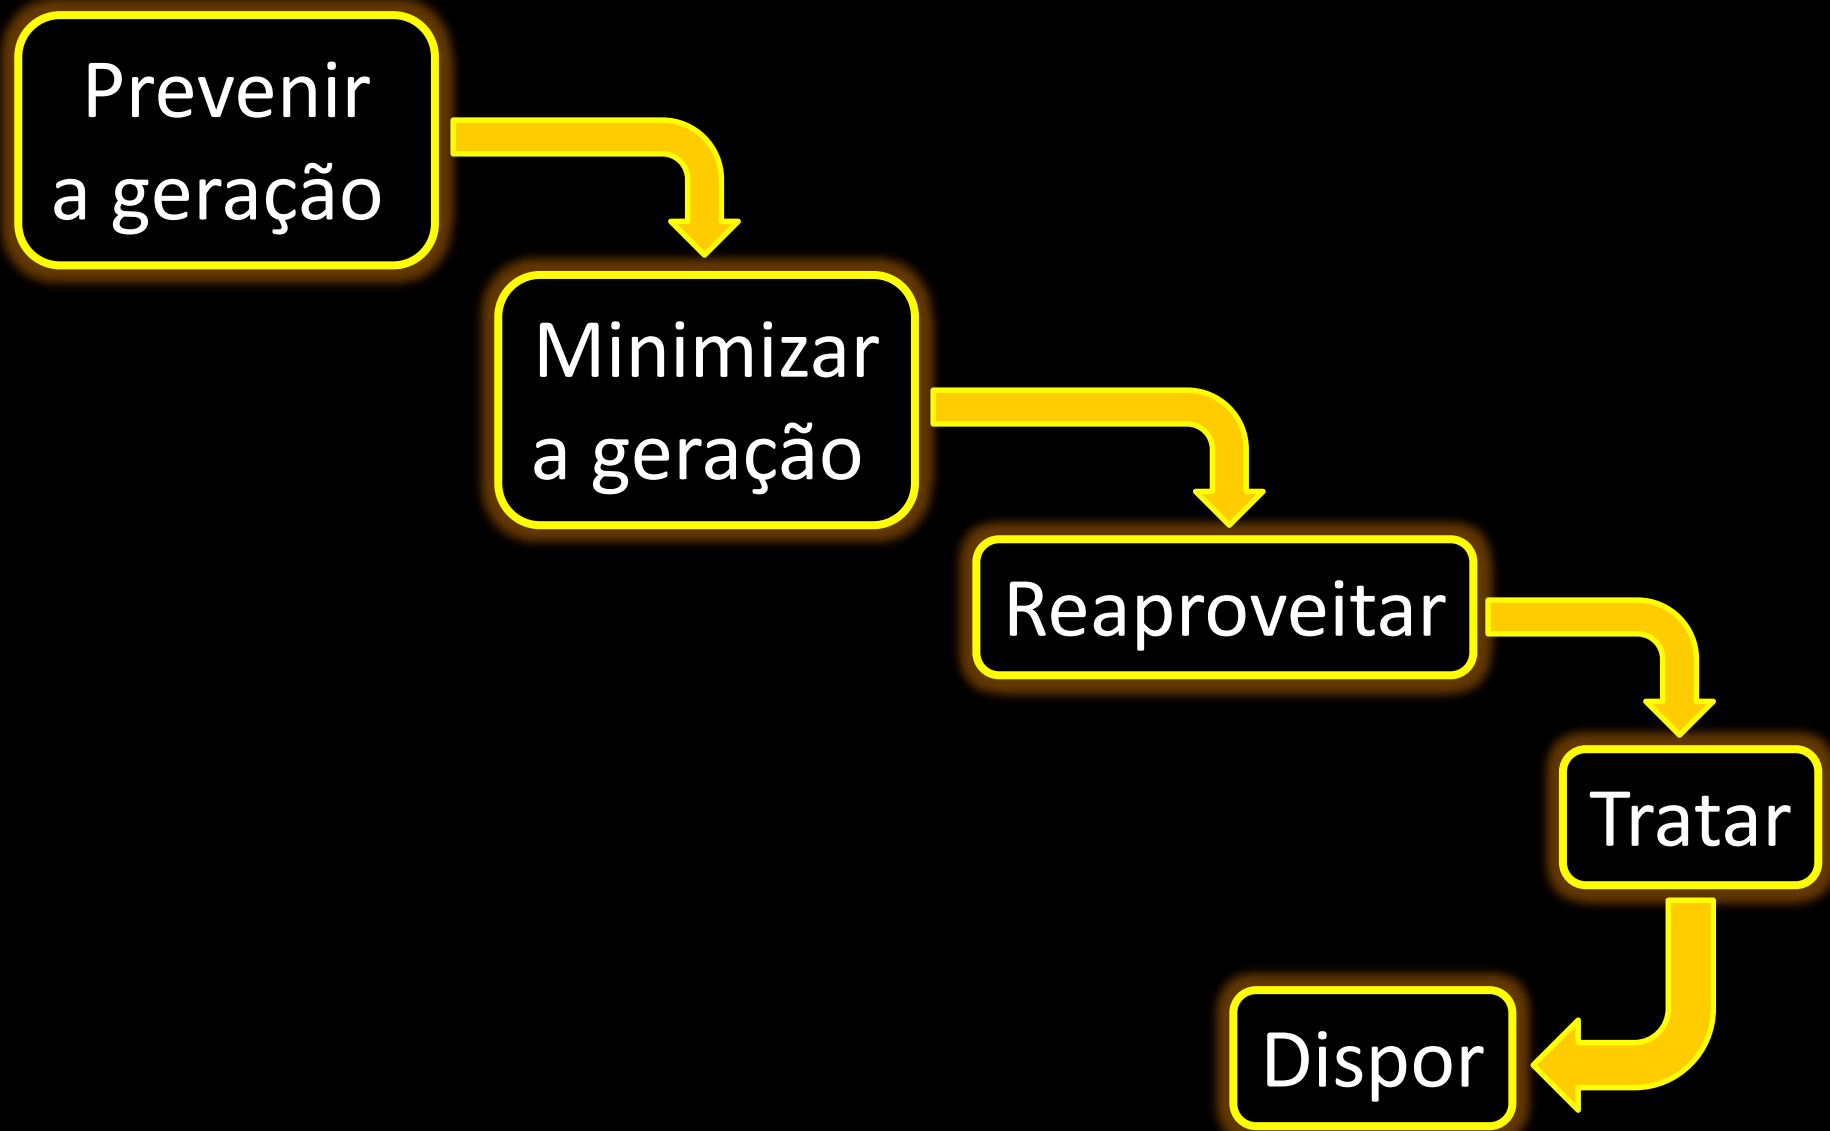 Prevenir
a geração
Minimizar
a geração
Reaproveitar
Tratar
Dispor